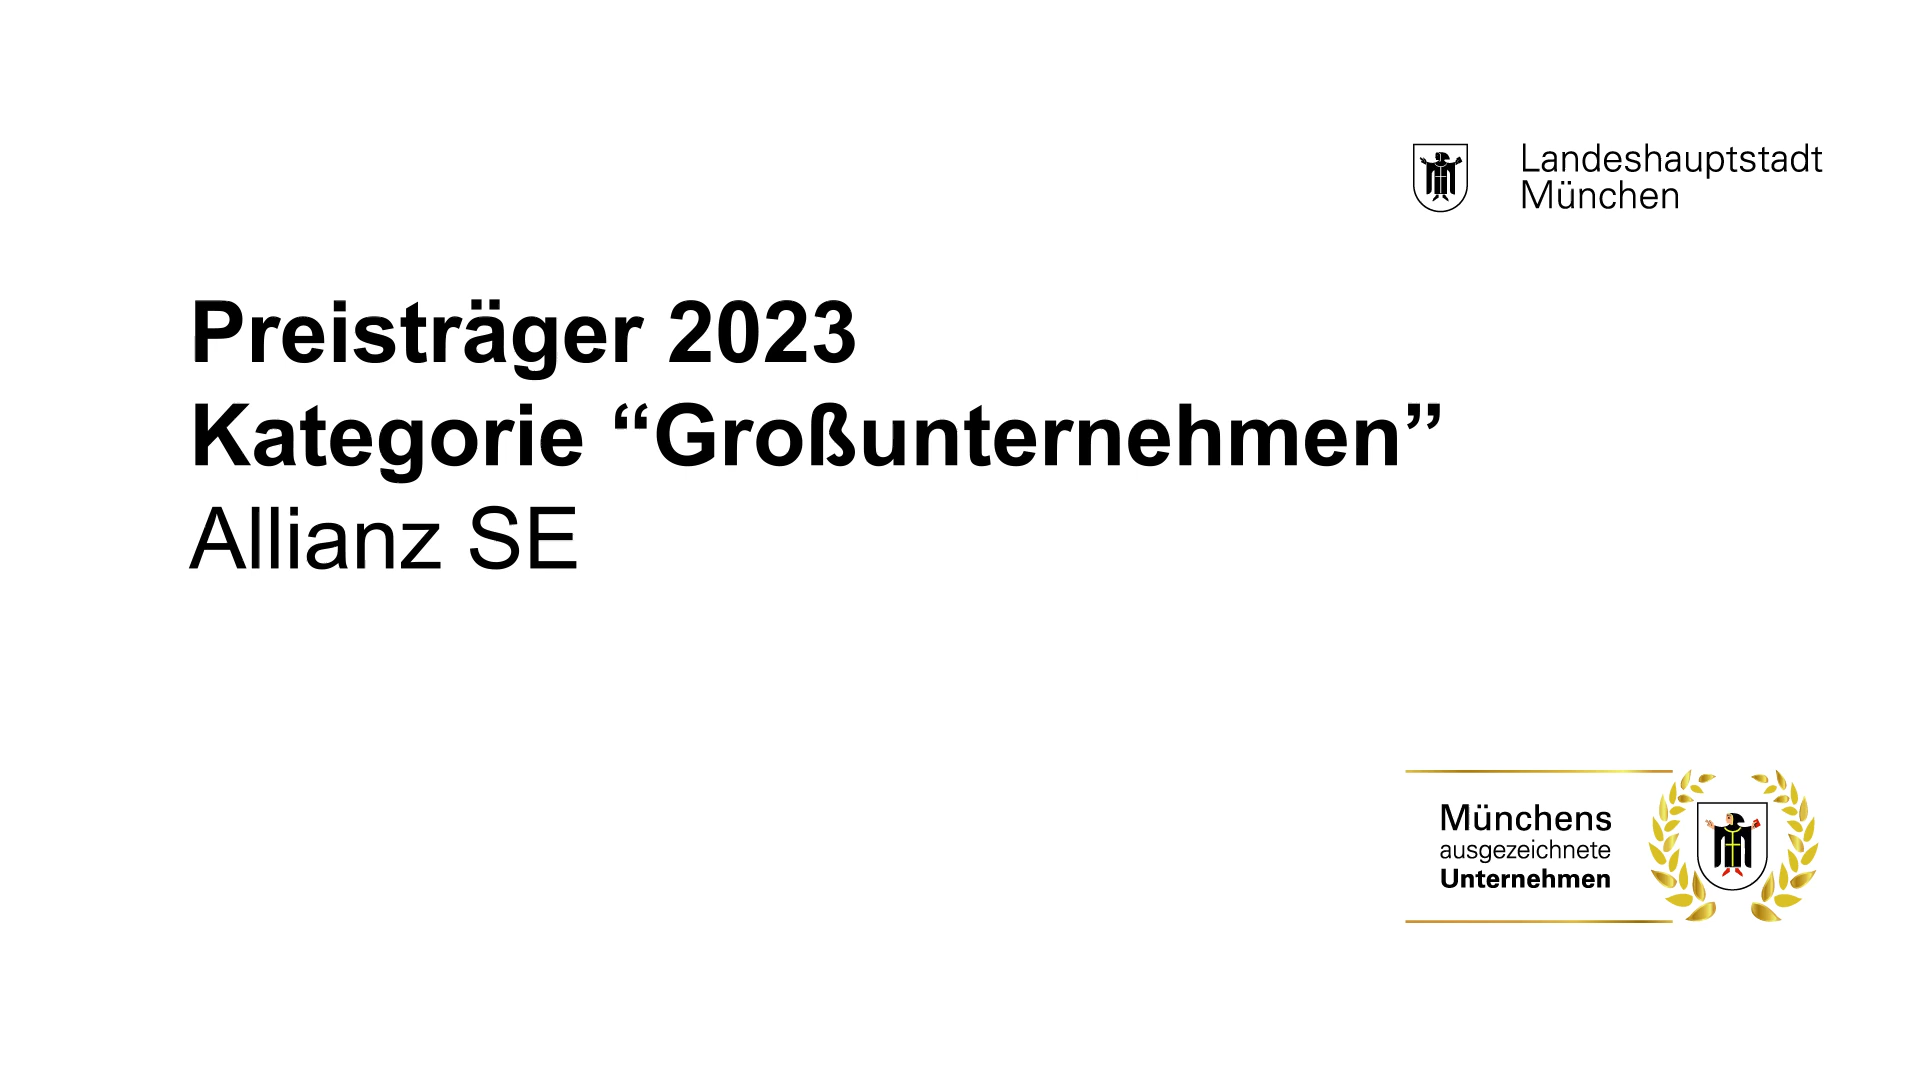 Landeshauptstadt
München
Preisträger 2023
Kategorie “Großunternehmen”
Allianz SE
Münchens
ausgezeichnete
Unternehmen